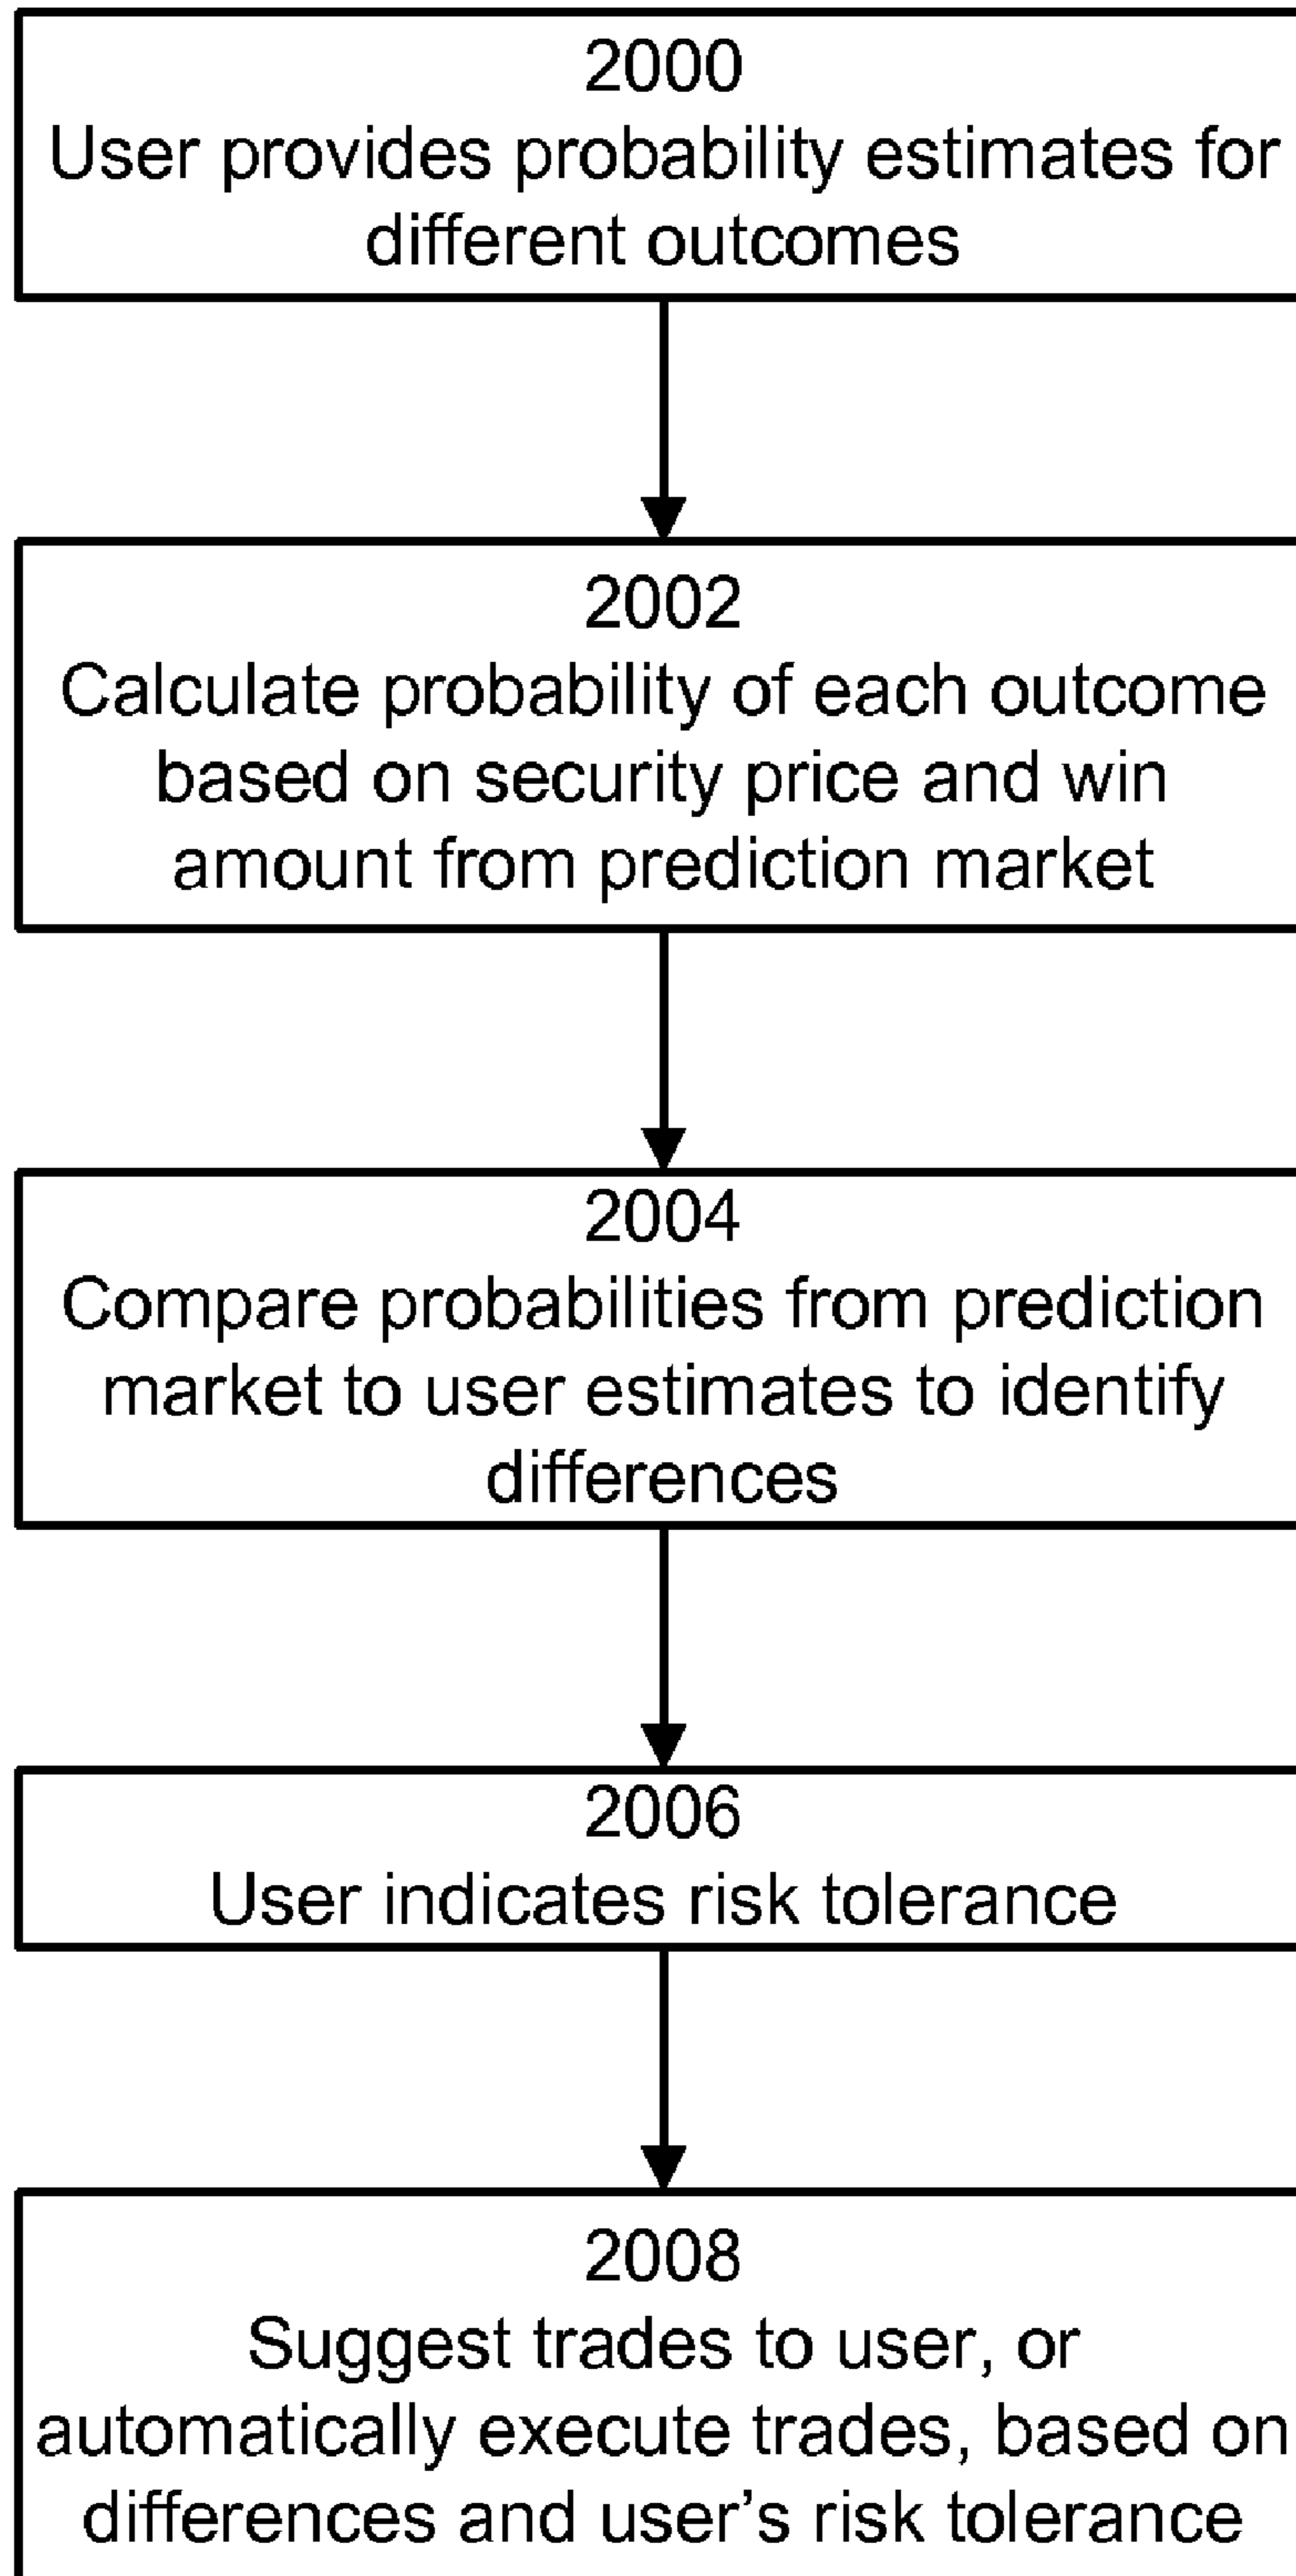 2000
User provides probability estimates for
different outcomes
2002
Calculate probability of each outcome
based on security price and win
amount from prediction market
2004
Compare probabilities from prediction
market to user estimates to identify
differences
2006
User indicates risk tolerance
2008
Suggest trades to user, or
automatically execute trades, based on
differences and user's risk tolerance